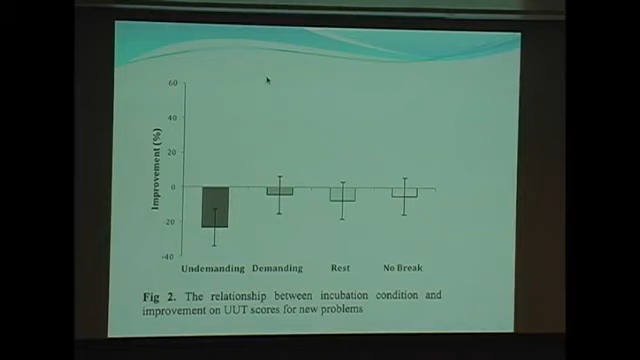 60
40
20
0
-20
-40
Improvement (%)
Undemanding Demanding Rest No Break
Fig 2. The relationship between incubation condition and
improvement on UUT scores for new problems